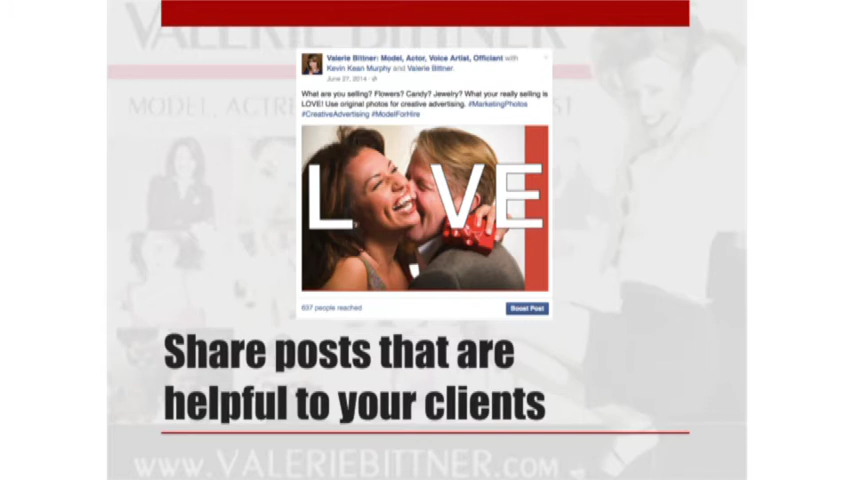 VALERIE BITTNER
Valerie Bittner: Model, Actor, Voice Artist, Officiant with
Kevin Kean Murphy and Valerie Bittner.
June 27, 2014 ·
What are you selling? Flowers? Candy? Jewelry? What your really selling is
LOVE! Use original photos for creative advertising. #MarketingPhotos
#CreativeAdvertising #ModelForHire
MODEL, ACTRE
ST
L VE
637 people reached
Boost Post
Share posts that are
helpful to your clients
WWW.VALERIEBITTNER.COM